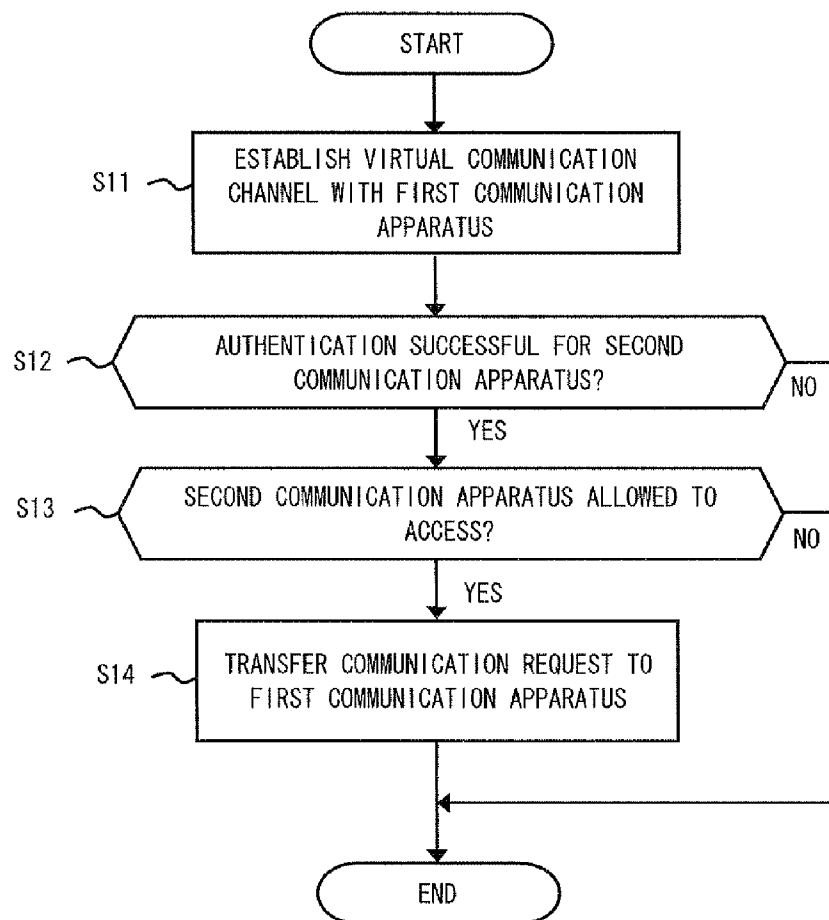 START
S11
ESTABLISH VIRTUAL COMMUNICATION
CHANNEL WITH FIRST COMMUNICATION
APPARATUS
S12
AUTHENTICATION SUCCESSFUL FOR SECOND
COMMUNICATION APPARATUS?
NO
YES
S13
SECOND COMMUNICATION APPARATUS ALLOWED TO
ACCESS?
NO
YES
S14
TRANSFER COMMUNICATION REQUEST TO
FIRST COMMUNICATION APPARATUS
END